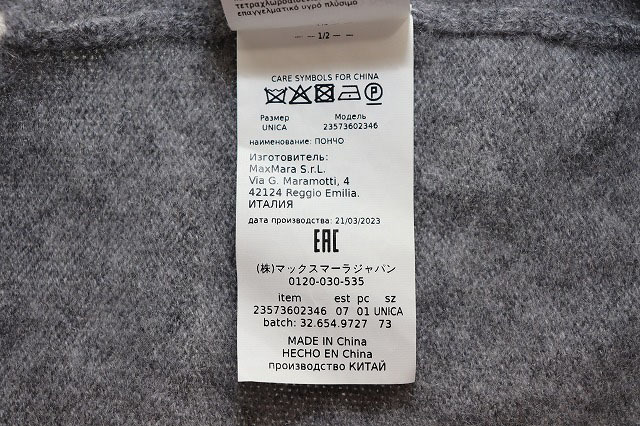 επαγγελματικό υγρό πλύσιμο
— 1/2 —
CARE SYMBOLS FOR CHINA
P
Размер Модель
UNICA 23573602346
наименование: ПОНЧО
Изготовитель:
MaxMara S.r.L.
Via G. Maramotti, 4
42124 Reggio Emilia.
ИТАЛИЯ
дата производства: 21/03/2023
EAC
(株)マックスマーラジャパン
0120-030-535
item est pc sz
23573602346 07 01 UNICA
batch: 32.654.9727 73
MADE IN China
HECHO EN China
производство КИТАЙ